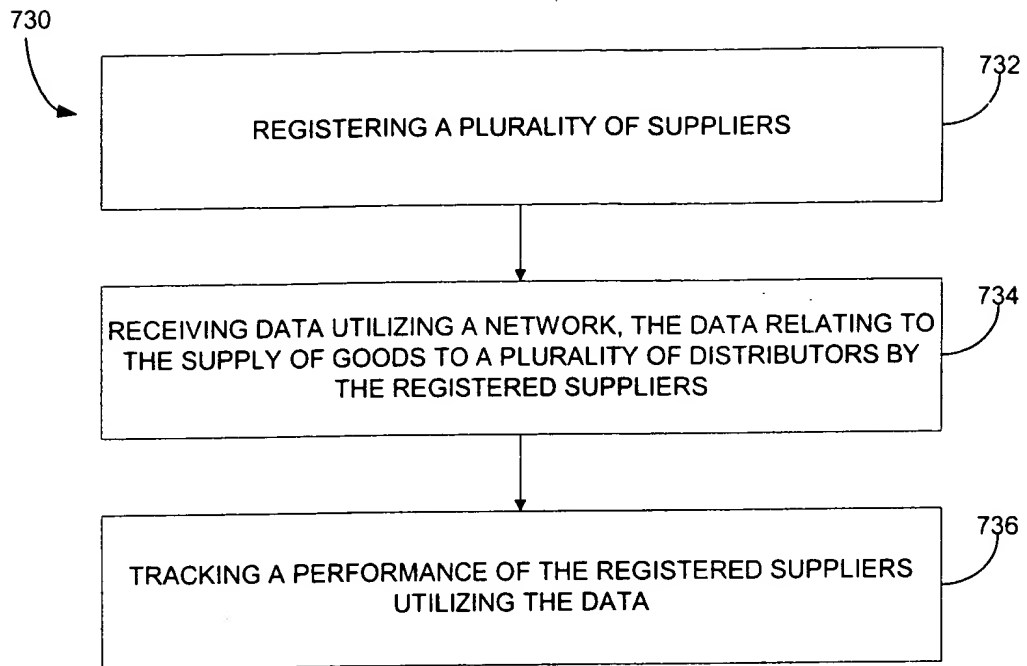 730
732
REGISTERING A PLURALITY OF SUPPLIERS
734
RECEIVING DATA UTILIZING A NETWORK, THE DATA RELATING TO
THE SUPPLY OF GOODS TO A PLURALITY OF DISTRIBUTORS BY
THE REGISTERED SUPPLIERS
736
TRACKING A PERFORMANCE OF THE REGISTERED SUPPLIERS
UTILIZING THE DATA